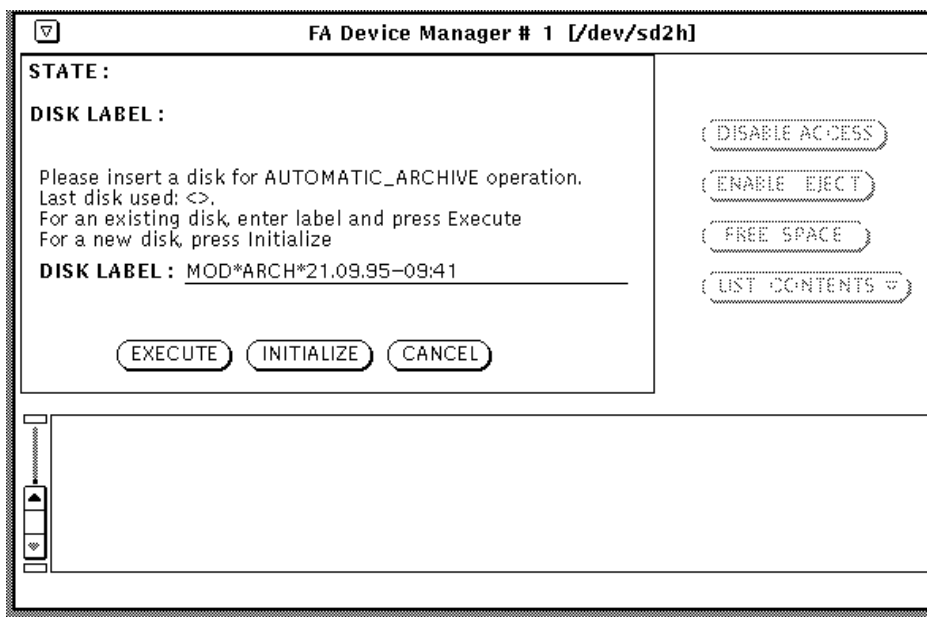 FA Device Manager # 1 [/dev/sd2h]
STATE :
DISK LABEL :
DISABLE ACCESS
Please insert a disk for AUTOMATIC_ARCHIVE operation.
ENABLE EJECT
Last disk used: <>.
For an existing disk, enter label and press Execute
For a new disk, press Initialize
FREE SPACE
DISK LABEL : MOD*ARCH*21.09.95–09:41
LIST CONTENTS
EXECUTE INITIALIZE CANCEL